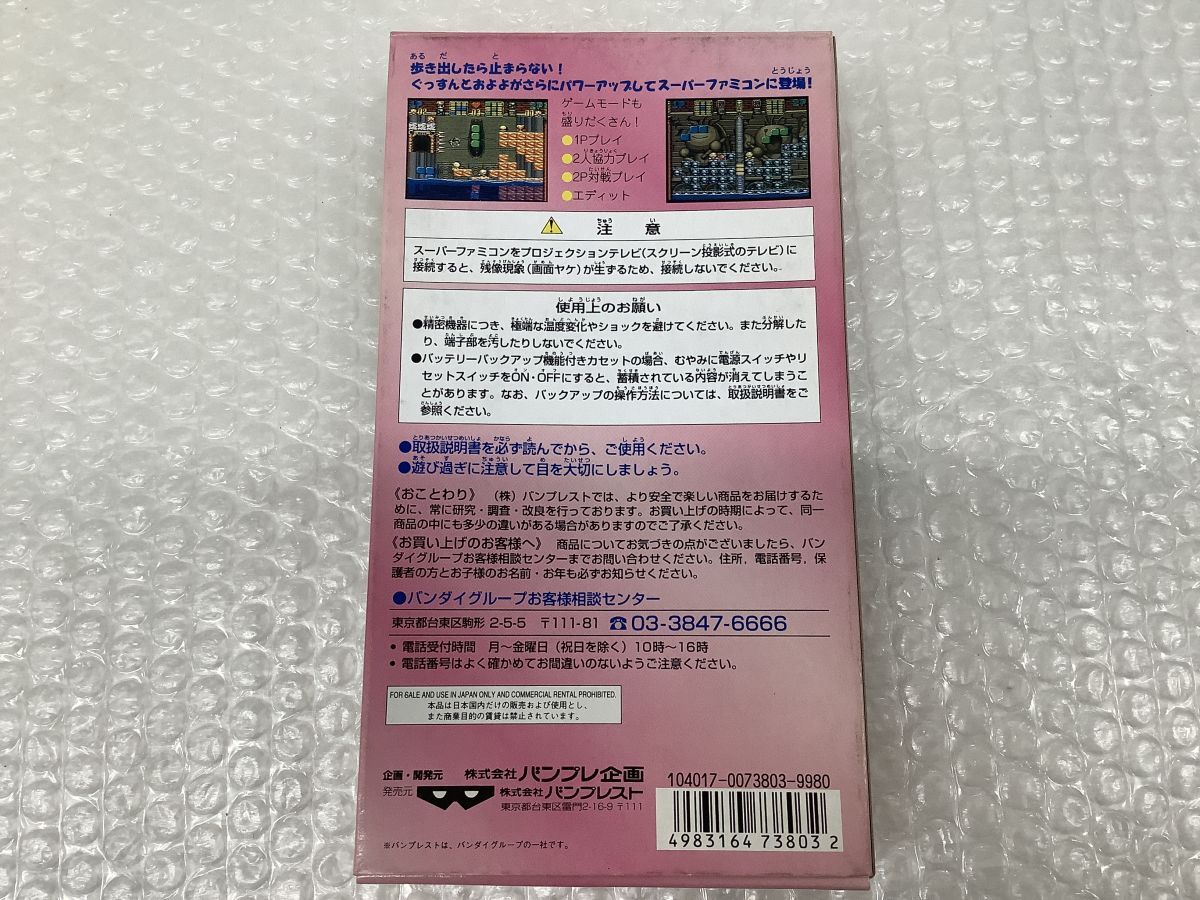 歩き出したら止まらない!
ぐっすんとおよよがさらにパワーアップしてスーパーファミコンに登場!
ゲームモードも
盛りだくさん!
●1Pプレイ
●2人協力プレイ
●2P対戦プレイ
●エディット
注意
スーパーファミコンをプロジェクションテレビ(スクリーン投影式のテレビ)に
接続すると、残像現象(画面ヤケ)が生ずるため、接続しないでください。
使用上のお願い
●精密機器につき、極端な温度変化やショックを避けてください。また分解した
り、端子部を汚したりしないでください。
●バッテリーバックアップ機能付きカセットの場合、むやみに電源スイッチやリ
セットスイッチをON・OFFにすると、蓄積されている内容が消えてしまうこ
とがあります。なお、バックアップの操作方法については、取扱説明書をご
参照ください。
●取扱説明書を必ず読んでから、ご使用ください。
●遊び過ぎに注意して目を大切にしましょう。
《おことわり》 (株)バンプレストでは、より安全で楽しい商品をお届けするた
めに、常に研究・調査・改良を行っております。お買い上げの時期によって、同一
商品の中にも多少の違いがある場合がありますのでご了承ください。
《お買い上げのお客様へ》 商品についてお気づきの点がございましたら、バン
ダイグループお客様相談センターまでお問い合わせください。住所,電話番号,保
護者の方とお子様のお名前・お年も必ずお知らせください。
●バンダイグループお客様相談センター
東京都台東区駒形 2-5-5 〒111-81 ☎03-3847-6666
• 電話受付時間 月〜金曜日(祝日を除く)10時〜16時
• 電話番号はよく確かめてお間違いのないようご注意ください。
FOR SALE AND USE IN JAPAN ONLY AND COMMERCIAL RENTAL PROHIBITED.
本品は日本国内だけの販売および使用とし、
また商業目的の賃貸は禁止されています。
企画・開発元 株式会社 バンプレ企画
発売元 株式会社 バンプレスト
東京都台東区雷門2-16-9 〒111
※バンプレストは、バンダイグループの一社です。
104017-0073803-9980
4983164 73803 2